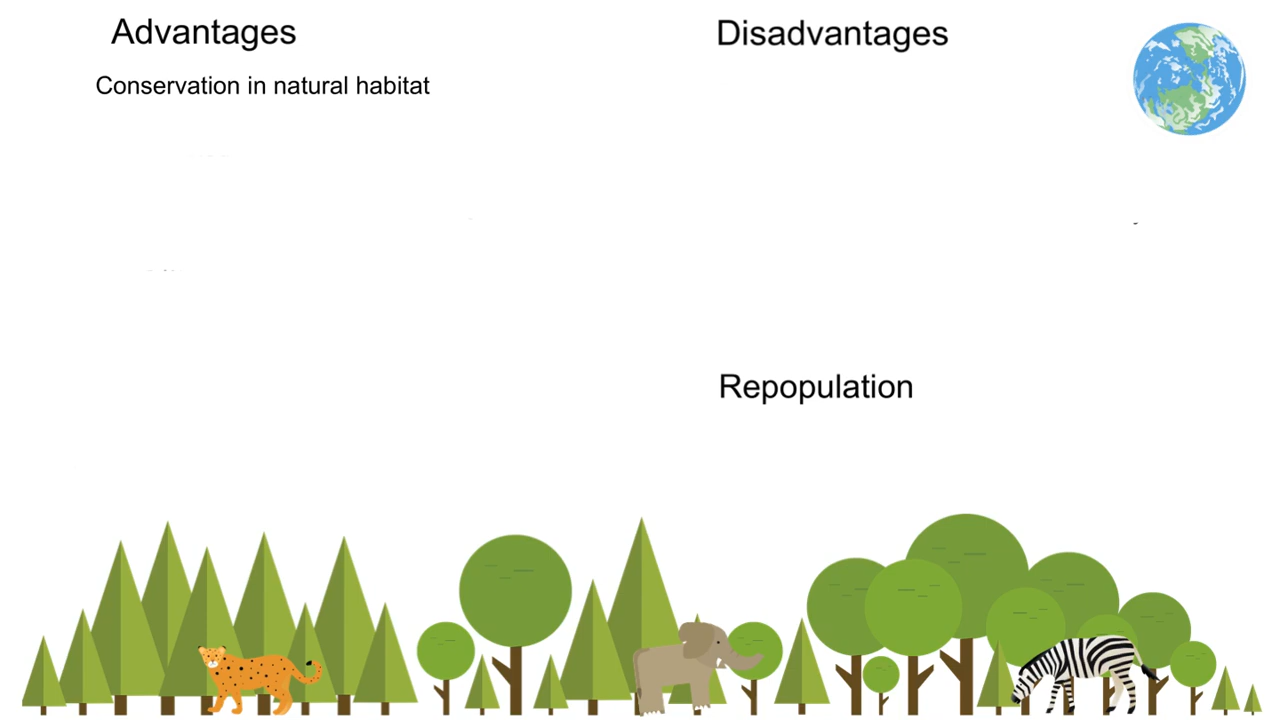 Advantages
Disadvantages
Conservation in natural habitat
Repopulation